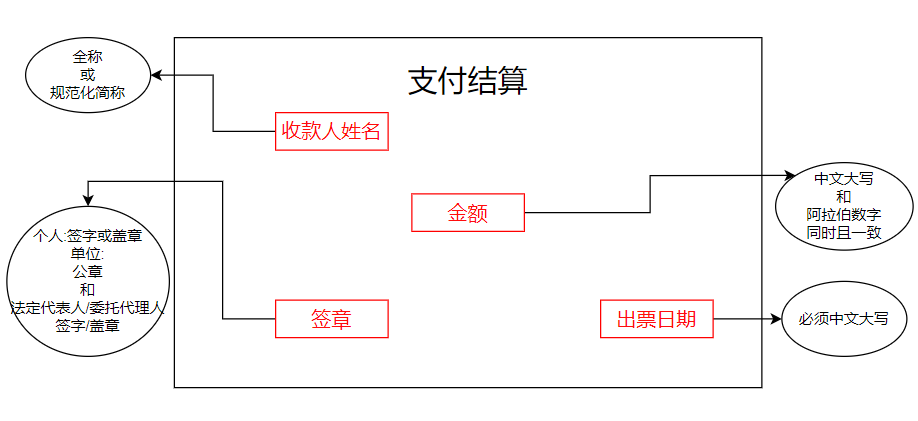 支付结算
全称
或
规范化简称
收款人姓名
金额
中文大写
和
阿拉伯数字
同时且一致
个人:签字或盖章
单位:
公章
和
法定代表人/委托代理人
签字/盖章
签章
出票日期
必须中文大写